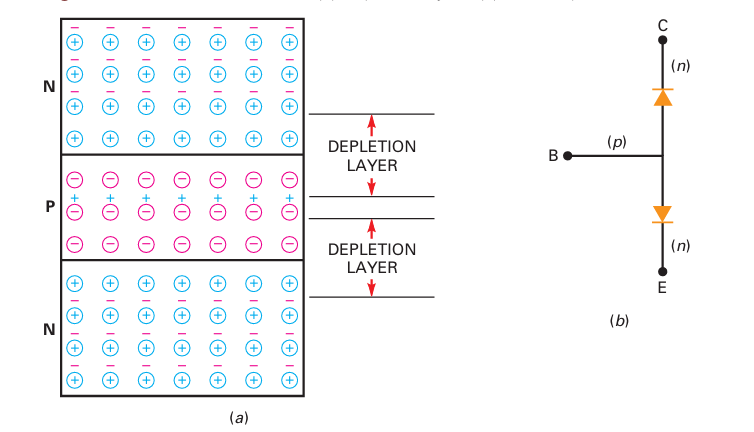 N
P
N
DEPLETION
LAYER
DEPLETION
LAYER
(a)
C
(n)
B
(p)
(n)
E
(b)